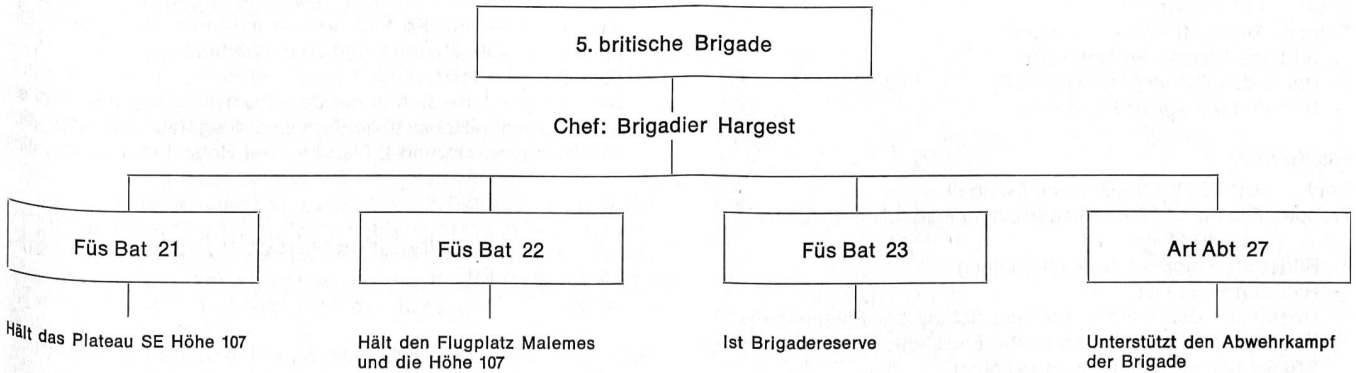 5. britische Brigade
Chef: Brigadier Hargest
Füs Bat 21
Füs Bat 22
Füs Bat 23
Art Abt 27
Hält das Plateau SE Höhe 107
Hält den Flugplatz Malemes
und die Höhe 107
Ist Brigadereserve
Unterstützt den Abwehrkampf
der Brigade